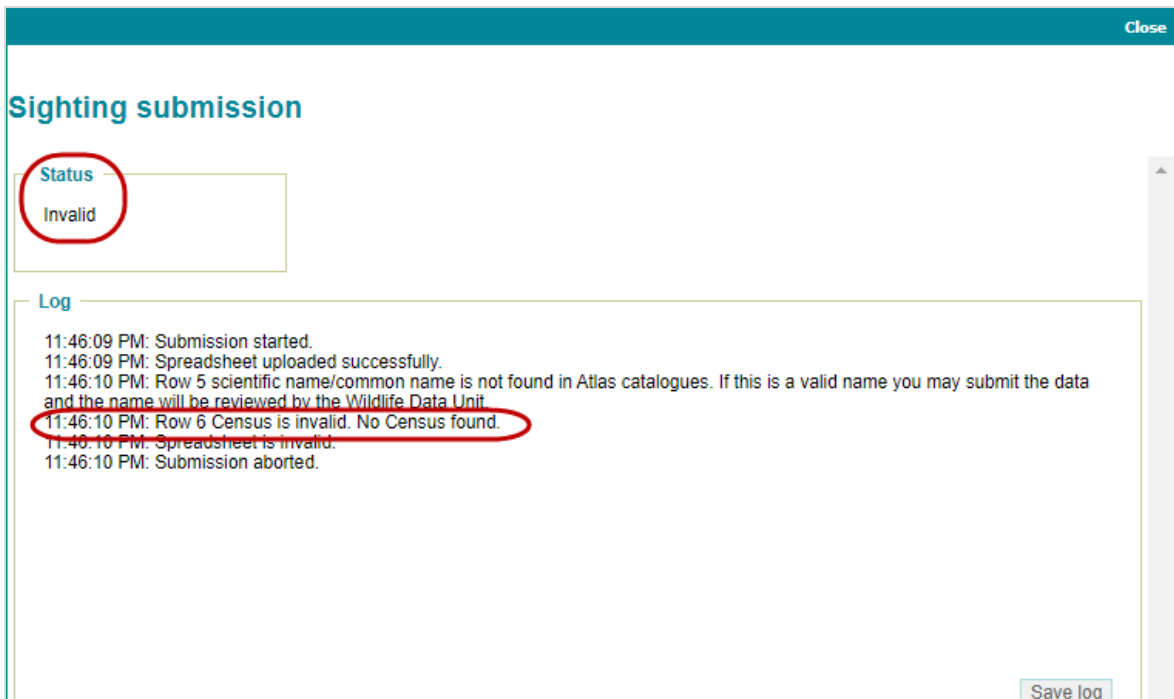 Close
Sighting submission
Status
Invalid
Log
11:46:09 PM: Submission started.
11:46:09 PM: Spreadsheet uploaded successfully.
11:46:10 PM: Row 5 scientific name/common name is not found in Atlas catalogues. If this is a valid name you may submit the data
and the name will be reviewed by the Wildlife Data Unit.
11:46:10 PM: Row 6 Census is invalid. No Census found.
11:46:10 PM: Spreadsheet is invalid.
11:46:10 PM: Submission aborted.
Save log